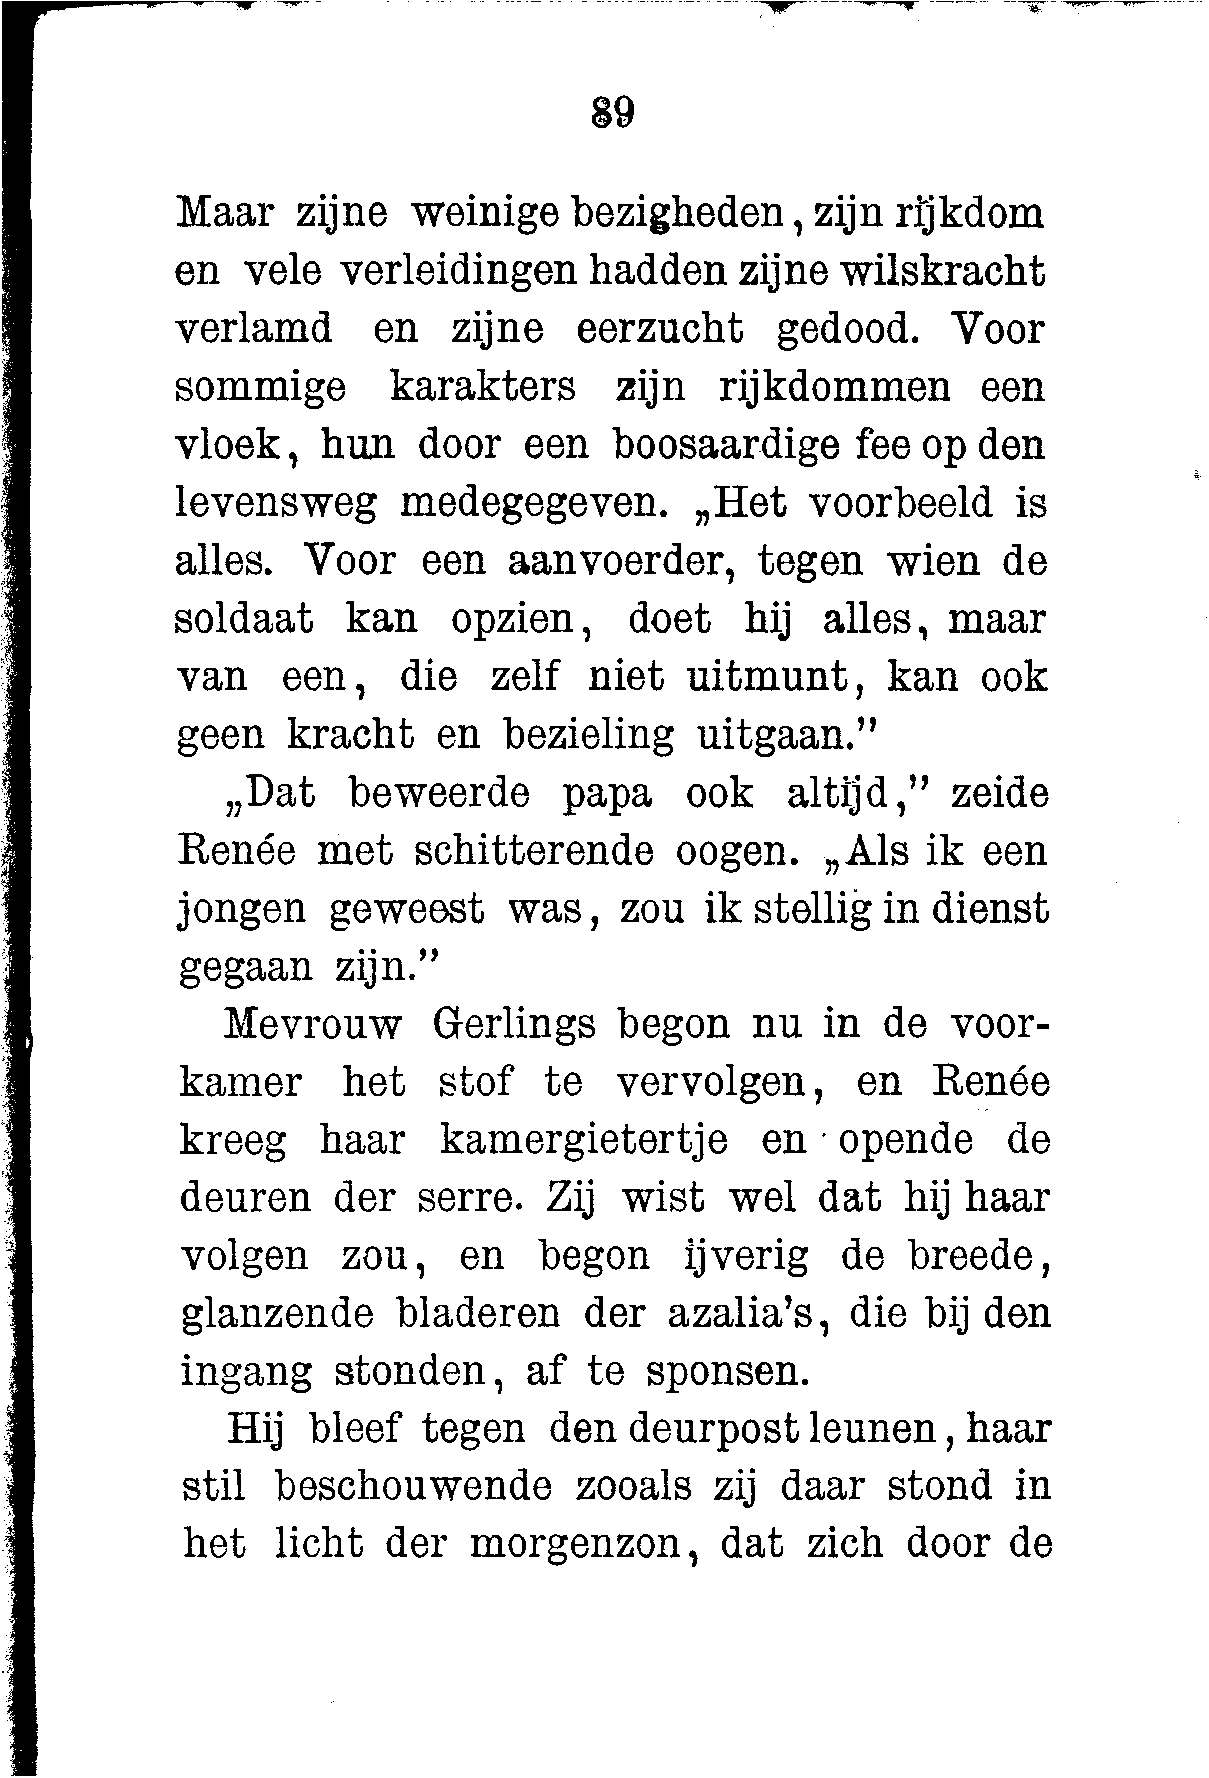 89
Maar zijne weinige bezigheden, zijn rijkdom
en vele verleidingen hadden zijne wilskracht
verlamd en zijne eerzucht gedood. Voor
sommige karakters zijn rijkdommen een
vloek, hun door een boosaardige fee op den
levensweg medegegeven. „Het voorbeeld is
alles. Voor een aanvoerder, tegen wien de
soldaat kan opzien, doet hij alles, maar
van een, die zelf niet uitmunt, kan ook
geen kracht en bezieling uitgaan.”
„Dat beweerde papa ook altijd,” zeide
Renée met schitterende oogen. „Als ik een
jongen geweest was, zou ik stellig in dienst
gegaan zijn.”
Mevrouw Gerlings begon nu in de voor-
kamer het stof te vervolgen, en Renée
kreeg haar kamergietertje en opende de
deuren der serre. Zij wist wel dat hij haar
volgen zou, en begon ijverig de breede,
glanzende bladeren der azalia's, die bij den
ingang stonden, af te sponsen.
Hij bleef tegen den deurpost leunen, haar
stil beschouwende zooals zij daar stond in
het licht der morgenzon, dat zich door de